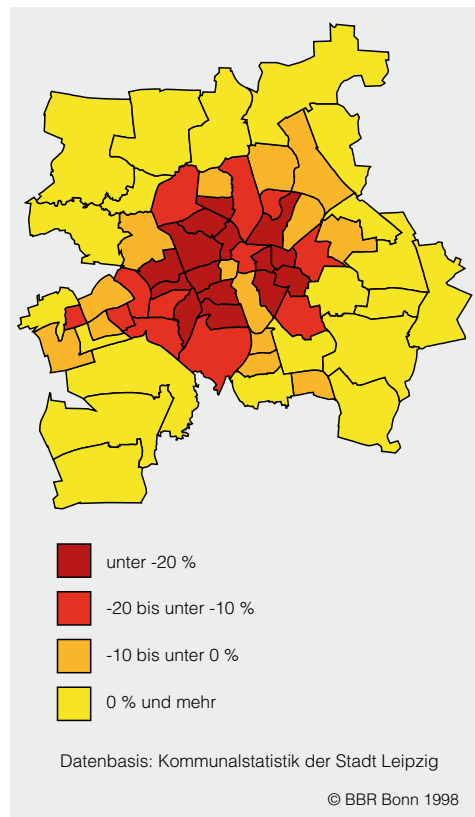 unter -20 %
-20 bis unter -10 %
-10 bis unter 0 %
0 % und mehr
Datenbasis: Kommunalstatistik der Stadt Leipzig
© BBR Bonn 1998